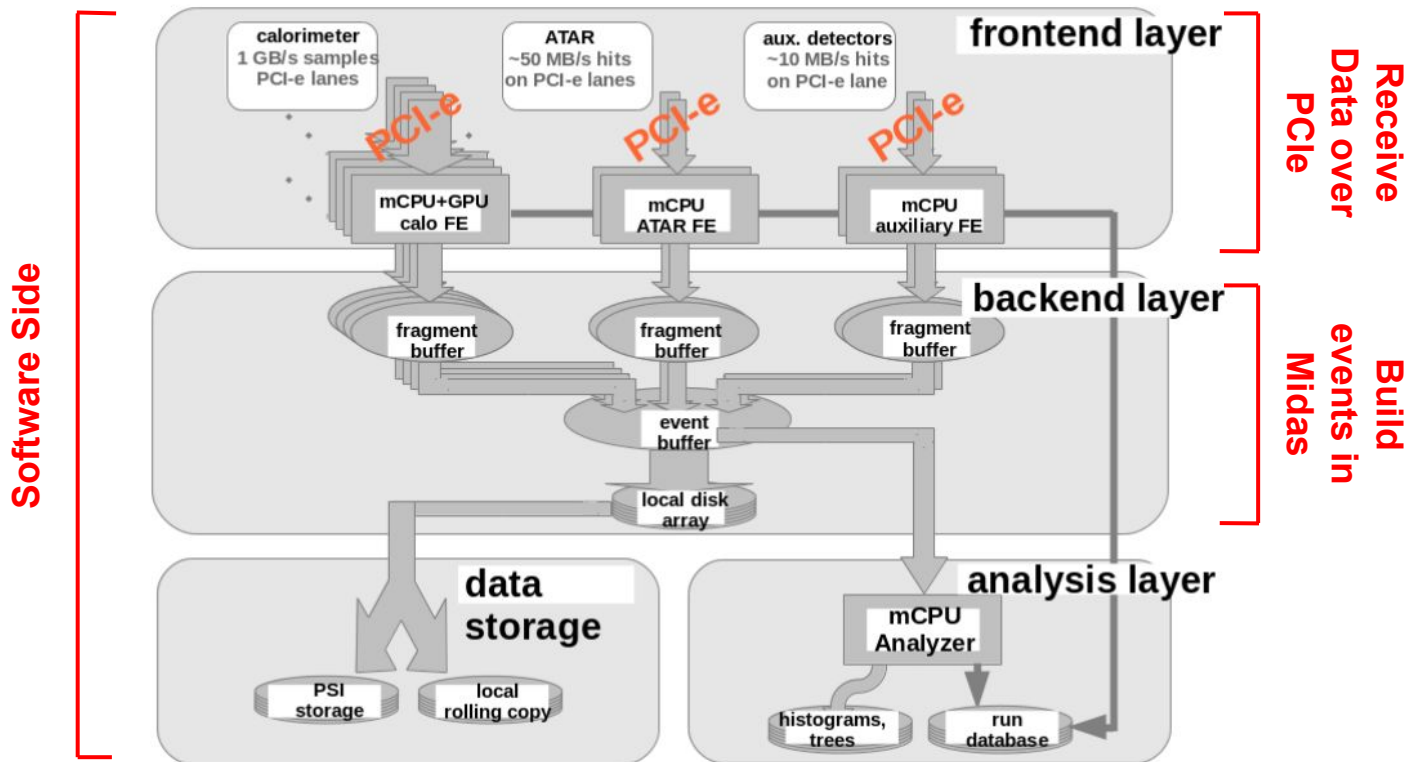 frontend layer
calorimeter
1 GB/s samples
PCI-e lanes
ATAR
~50 MB/s hits
on PCI-e lanes
aux. detectors
~10 MB/s hits
on PCI-e lane
PCI-e
PCI-e
PCI-e
mCPU+GPU
calo FE
mCPU
ATAR FE
mCPU
auxiliary FE
Receive
Data over
PCIe
Software Side
backend layer
fragment
buffer
fragment
buffer
fragment
buffer
event
buffer
local disk
array
Build
events in
Midas
data
storage
PSI
storage
local
rolling copy
analysis layer
mCPU
Analyzer
histograms,
trees
run
database